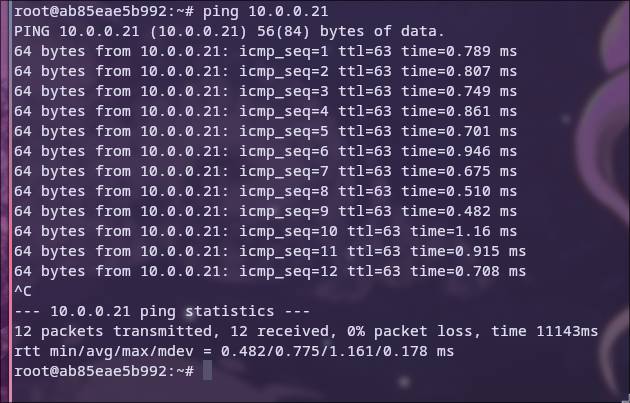 root@ab85eae5b992:~# ping 10.0.0.21
PING 10.0.0.21 (10.0.0.21) 56(84) bytes of data.
64 bytes from 10.0.0.21: icmp_seq=1 ttl=63 time=0.789 ms
64 bytes from 10.0.0.21: icmp_seq=2 ttl=63 time=0.807 ms
64 bytes from 10.0.0.21: icmp_seq=3 ttl=63 time=0.749 ms
64 bytes from 10.0.0.21: icmp_seq=4 ttl=63 time=0.861 ms
64 bytes from 10.0.0.21: icmp_seq=5 ttl=63 time=0.701 ms
64 bytes from 10.0.0.21: icmp_seq=6 ttl=63 time=0.946 ms
64 bytes from 10.0.0.21: icmp_seq=7 ttl=63 time=0.675 ms
64 bytes from 10.0.0.21: icmp_seq=8 ttl=63 time=0.510 ms
64 bytes from 10.0.0.21: icmp_seq=9 ttl=63 time=0.482 ms
64 bytes from 10.0.0.21: icmp_seq=10 ttl=63 time=1.16 ms
64 bytes from 10.0.0.21: icmp_seq=11 ttl=63 time=0.915 ms
64 bytes from 10.0.0.21: icmp_seq=12 ttl=63 time=0.708 ms
^C
--- 10.0.0.21 ping statistics ---
12 packets transmitted, 12 received, 0% packet loss, time 11143ms
rtt min/avg/max/mdev = 0.482/0.775/1.161/0.178 ms
root@ab85eae5b992:~#